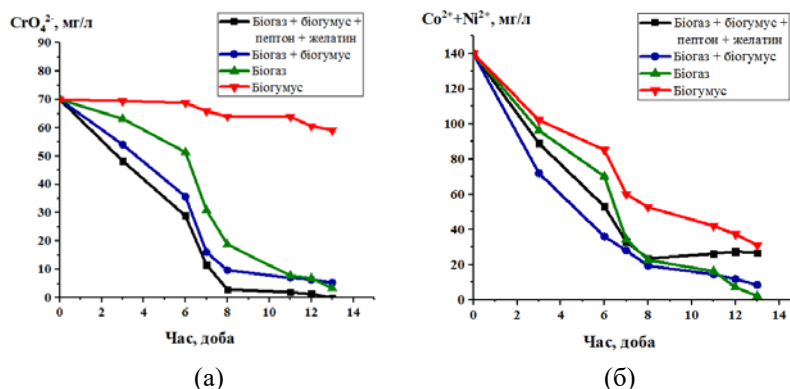 CrO₄²⁻, мг/л
Біогаз + біогумус +
пептон + желатин
Біогаз + біогумус
Біогаз
Біогумус
90
80
70
60
50
40
30
20
10
0
0 2 4 6 8 10 12 14
Час, доба
(а)
Co²⁺+Ni²⁺, мг/л
Біогаз + біогумус +
пептон + желатин
Біогаз + біогумус
Біогаз
Біогумус
140
120
100
80
60
40
20
0
0 2 4 6 8 10 12 14
Час, доба
(б)